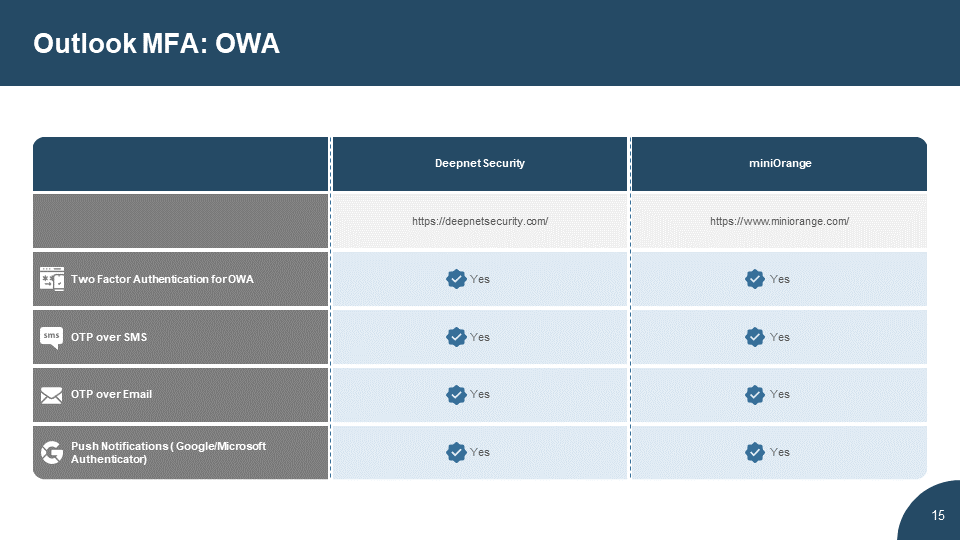 Outlook MFA: OWA
Deepnet Security
miniOrange
https://deepnetsecurity.com/
https://www.miniorange.com/
Two Factor Authentication for OWA
Yes
Yes
sms
OTP over SMS
Yes
Yes
OTP over Email
Yes
Yes
Push Notifications ( Google/Microsoft
Authenticator)
Yes
Yes
15